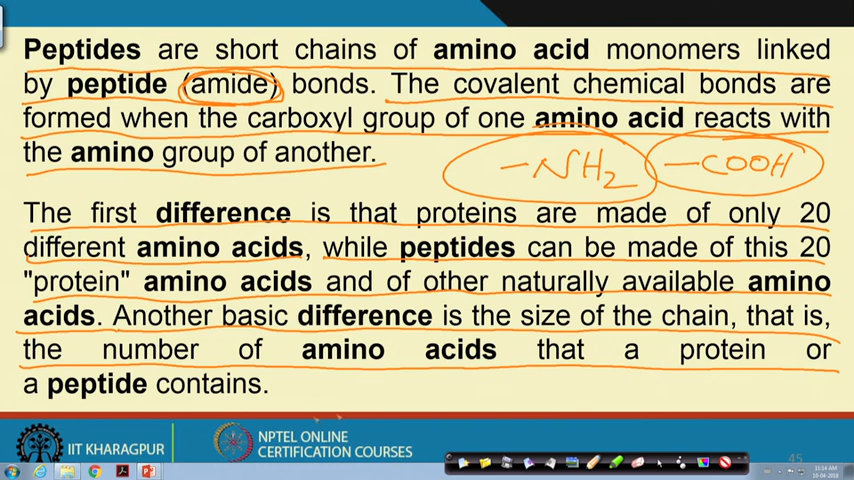 Peptides are short chains of amino acid monomers linked
by peptide (amide) bonds. The covalent chemical bonds are
formed when the carboxyl group of one amino acid reacts with
the amino group of another.
-NH2 -COOH
The first difference is that proteins are made of only 20
different amino acids, while peptides can be made of this 20
"protein" amino acids and of other naturally available amino
acids. Another basic difference is the size of the chain, that is,
the number of amino acids that a protein or
a peptide contains.
IIT KHARAGPUR
NPTEL ONLINE
CERTIFICATION COURSES
45
11:14 AM